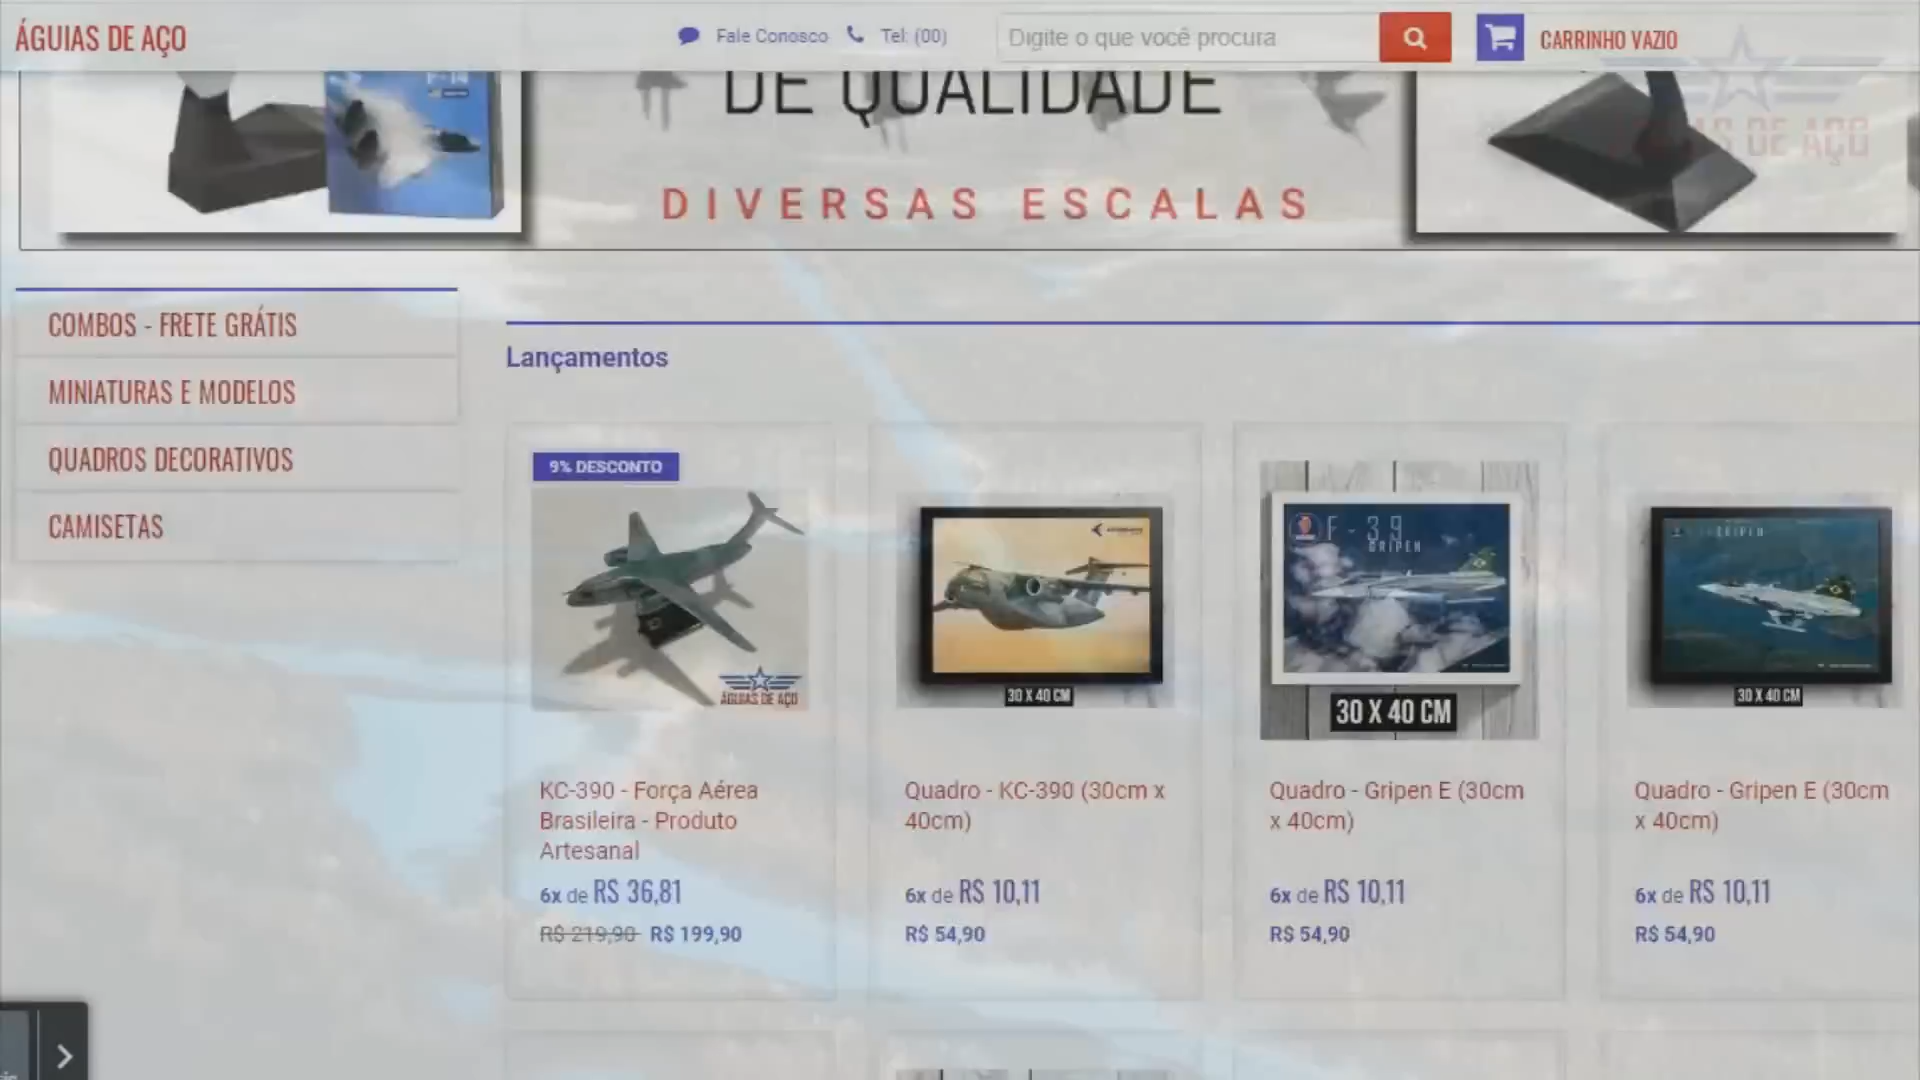 ÁGUIAS DE AÇO
Fale Conosco
Tel: (00)
Digite o que você procura
CARRINHO VAZIO
F-14
DE QUALIDADE
DE AÇO
DIVERSAS ESCALAS
COMBOS - FRETE GRÁTIS
MINIATURAS E MODELOS
QUADROS DECORATIVOS
CAMISETAS
Lançamentos
9% DESCONTO
ÁGUIAS DE AÇO
KC-390 - Força Aérea
Brasileira - Produto
Artesanal
6x de R$ 36,81
R$ 219,90 R$ 199,90
30 X 40 CM
Quadro - KC-390 (30cm x
40cm)
6x de R$ 10,11
R$ 54,90
F-39
GRIPEN
30 X 40 CM
Quadro - Gripen E (30cm
x 40cm)
6x de R$ 10,11
R$ 54,90
GRIPEN
30 X 40 CM
Quadro - Gripen E (30cm
x 40cm)
6x de R$ 10,11
R$ 54,90